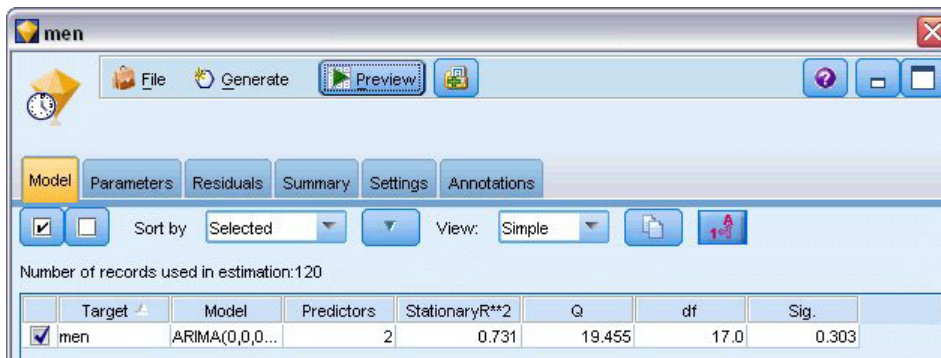 men
File Generate Preview
Model Parameters Residuals Summary Settings Annotations
Sort by Selected View: Simple
Number of records used in estimation:120
Target Model Predictors StationaryR**2 Q df Sig.
men ARIMA(0,0,0... 2 0.731 19.455 17.0 0.303